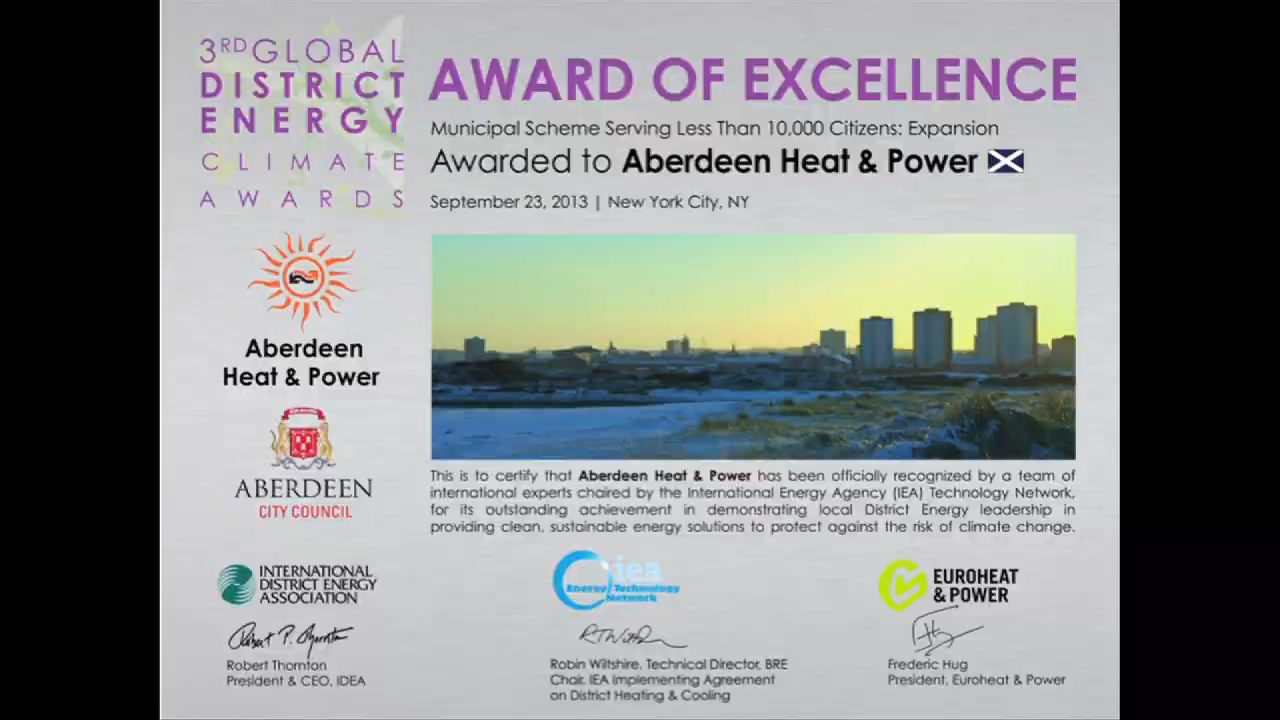 3RD GLOBAL
DISTRICT
ENERGY
CLIMATE
AWARDS
AWARD OF EXCELLENCE
Municipal Scheme Serving Less Than 10,000 Citizens: Expansion
Awarded to Aberdeen Heat & Power
September 23, 2013 | New York City, NY
Aberdeen
Heat & Power
ABERDEEN
CITY COUNCIL
This is to certify that Aberdeen Heat & Power has been officially recognized by a team of
international experts chaired by the International Energy Agency (IEA) Technology Network,
for its outstanding achievement in demonstrating local District Energy leadership in
providing clean, sustainable energy solutions to protect against the risk of climate change.
INTERNATIONAL
DISTRICT ENERGY
ASSOCIATION
iea
Energy Technology
Network
EUROHEAT
& POWER
Robert Thornton
President & CEO, IDEA
Robin Wiltshire, Technical Director, BRE
Chair, IEA Implementing Agreement
on District Heating & Cooling
Frederic Hug
President, Euroheat & Power